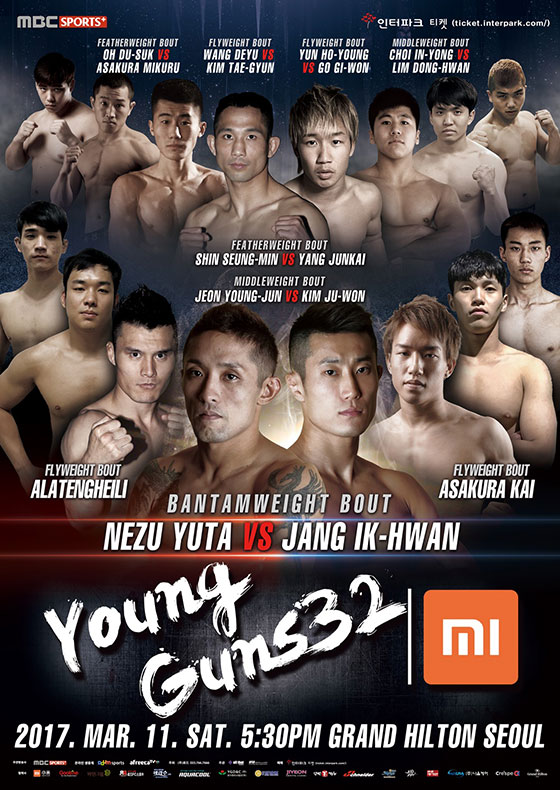 MBC SPORTS+
인터파크 티켓 (ticket.interpark.com/)
FEATHERWEIGHT BOUT
OH DU-SUK VS
ASAKURA MIKURU
FLYWEIGHT BOUT
WANG DEYU VS
KIM TAE-GYUN
FLYWEIGHT BOUT
YUN HO-YOUNG
VS GO GI-WON
MIDDLEWEIGHT BOUT
CHOI IN-YONG VS
LIM DONG-HWAN
FEATHERWEIGHT BOUT
SHIN SEUNG-MIN VS YANG JUNKAI
MIDDLEWEIGHT BOUT
JEON YOUNG-JUN VS KIM JU-WON
FLYWEIGHT BOUT
ALATENGHEILI
FLYWEIGHT BOUT
ASAKURA KAI
BANTAMWEIGHT BOUT
NEZU YUTA VS JANG IK-HWAN
Young
Guns32
MI
2017. MAR. 11. SAT. 5:30PM GRAND HILTON SEOUL
MBC SPORTS+
afreecaTV
AQUACOOL